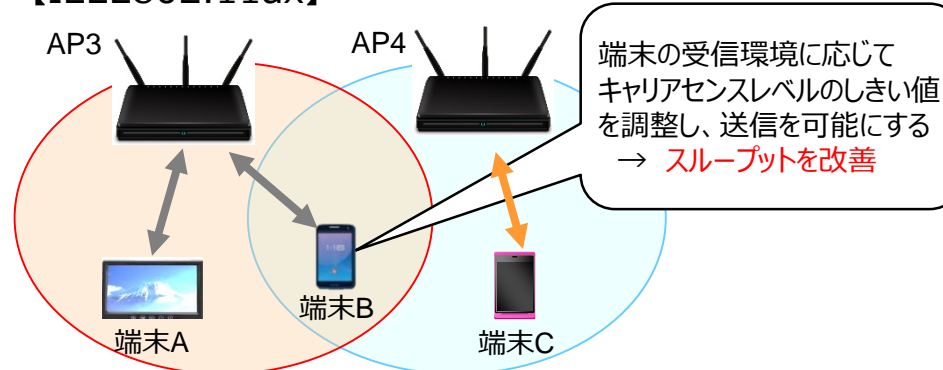 AP3
AP4
端末の受信環境に応じて
キャリアセンスレベルのしきい値
を調整し、送信を可能にする
→ スループットを改善
端末B
端末A
端末C